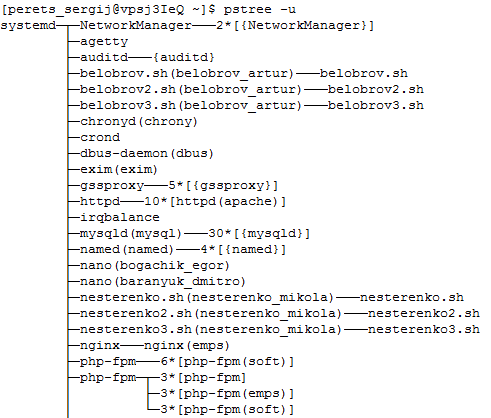 [perets_sergij@vpsj3IeQ ~]$ pstree -u
systemd─┬─NetworkManager───2*[{NetworkManager}]
        ├─agetty
        ├─auditd───{auditd}
        ├─belobrov.sh(belobrov_artur)───belobrov.sh
        ├─belobrov2.sh(belobrov_artur)───belobrov2.sh
        ├─belobrov3.sh(belobrov_artur)───belobrov3.sh
        ├─chronyd(chrony)
        ├─crond
        ├─dbus-daemon(dbus)
        ├─exim(exim)
        ├─gssproxy───5*[{gssproxy}]
        ├─httpd───10*[httpd(apache)]
        ├─irqbalance
        ├─mysqld(mysql)───30*[{mysqld}]
        ├─named(named)───4*[{named}]
        ├─nano(bogachik_egor)
        ├─nano(baranyuk_dmitro)
        ├─nesterenko.sh(nesterenko_mikola)───nesterenko.sh
        ├─nesterenko2.sh(nesterenko_mikola)───nesterenko2.sh
        ├─nesterenko3.sh(nesterenko_mikola)───nesterenko3.sh
        ├─nginx───nginx(emps)
        ├─php-fpm───6*[php-fpm(soft)]
        ├─php-fpm─┬─3*[php-fpm]
        │         ├─3*[php-fpm(emps)]
        │         └─3*[php-fpm(soft)]